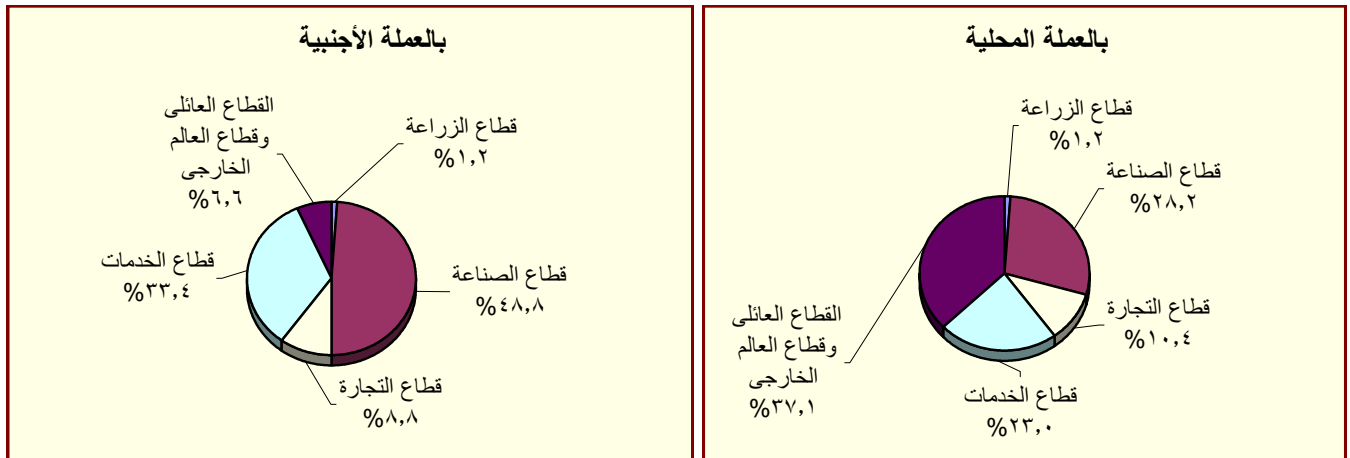 بالعملة المحلية
قطاع الزراعة
%١,٢
قطاع الصناعة
%٢٨,٢
قطاع التجارة
%١٠,٤
قطاع الخدمات
%٢٣,٠
القطاع العائلى
وقطاع العالم
الخارجى
%٣٧,١
بالعملة الأجنبية
قطاع الزراعة
%١,٢
قطاع الصناعة
%٤٨,٨
قطاع التجارة
%٨,٨
قطاع الخدمات
%٣٣,٤
القطاع العائلى
وقطاع العالم
الخارجى
%٦,٦